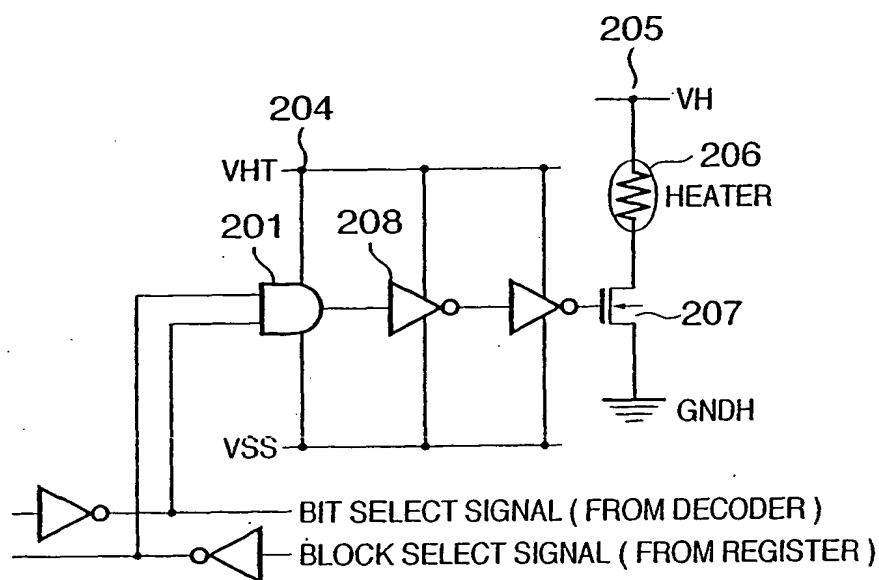 205
VH
204
VHT
206
HEATER
201
208
207
GNDH
VSS
BIT SELECT SIGNAL ( FROM DECODER )
BLOCK SELECT SIGNAL ( FROM REGISTER )